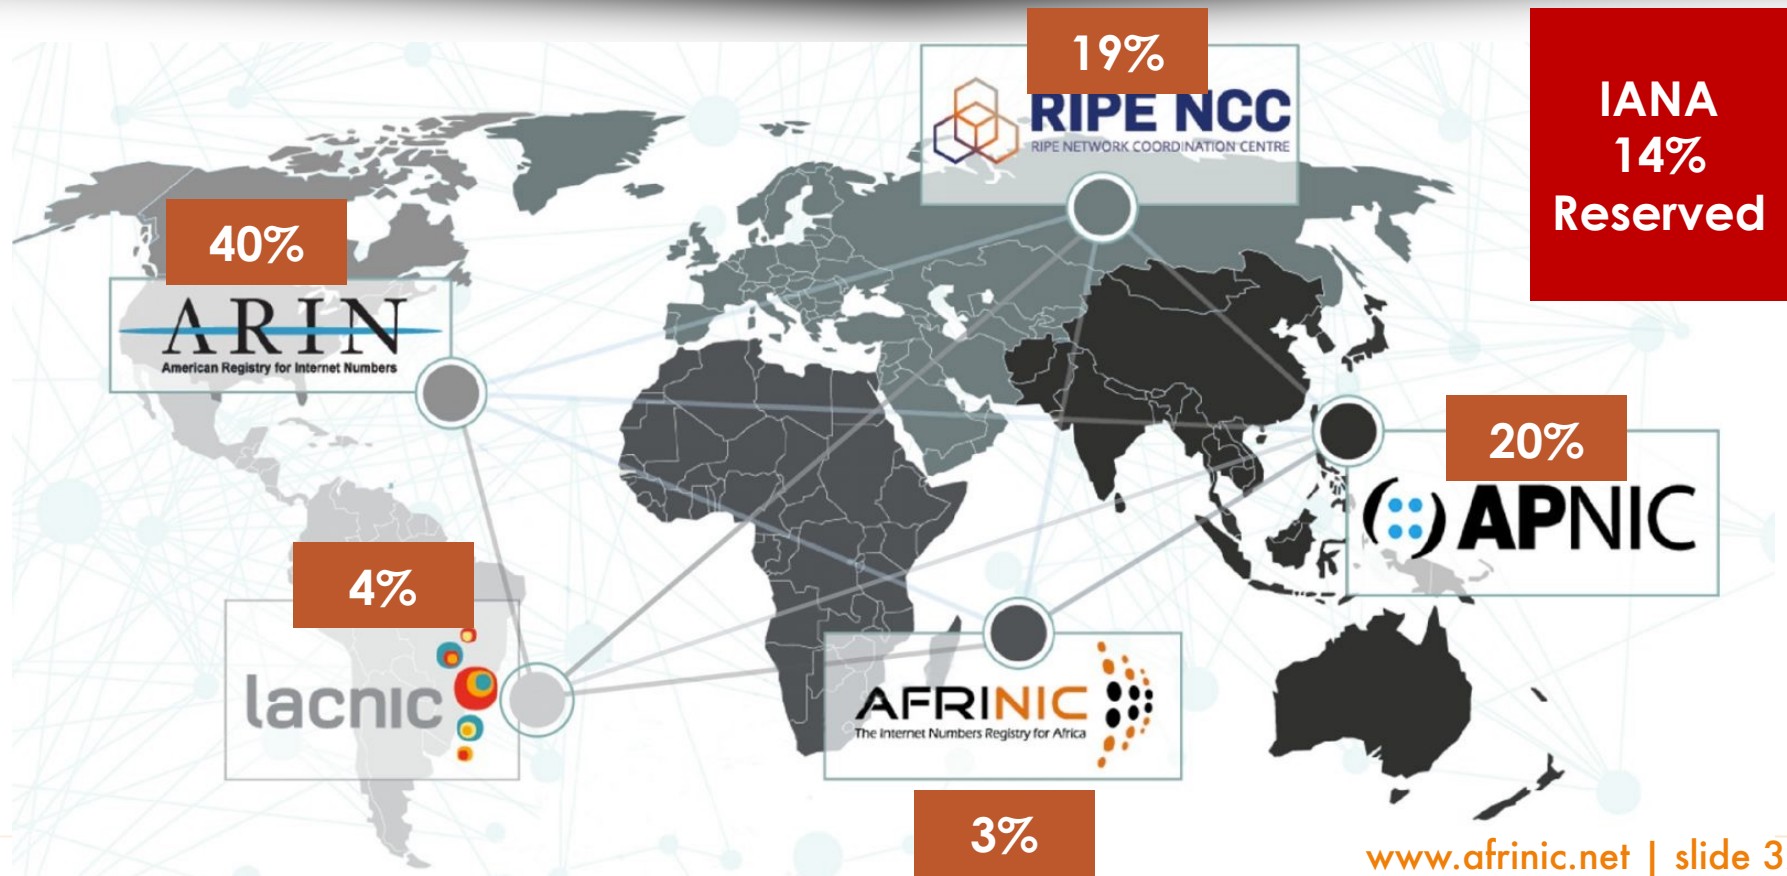 19%
RIPE NCC
RIPE NETWORK COORDINATION CENTRE
IANA
14%
Reserved
40%
ARIN
American Registry for Internet Numbers
20%
(::) APNIC
4%
lacnic
AFRINIC
The Internet Numbers Registry for Africa
3%
www.afrinic.net | slide 3